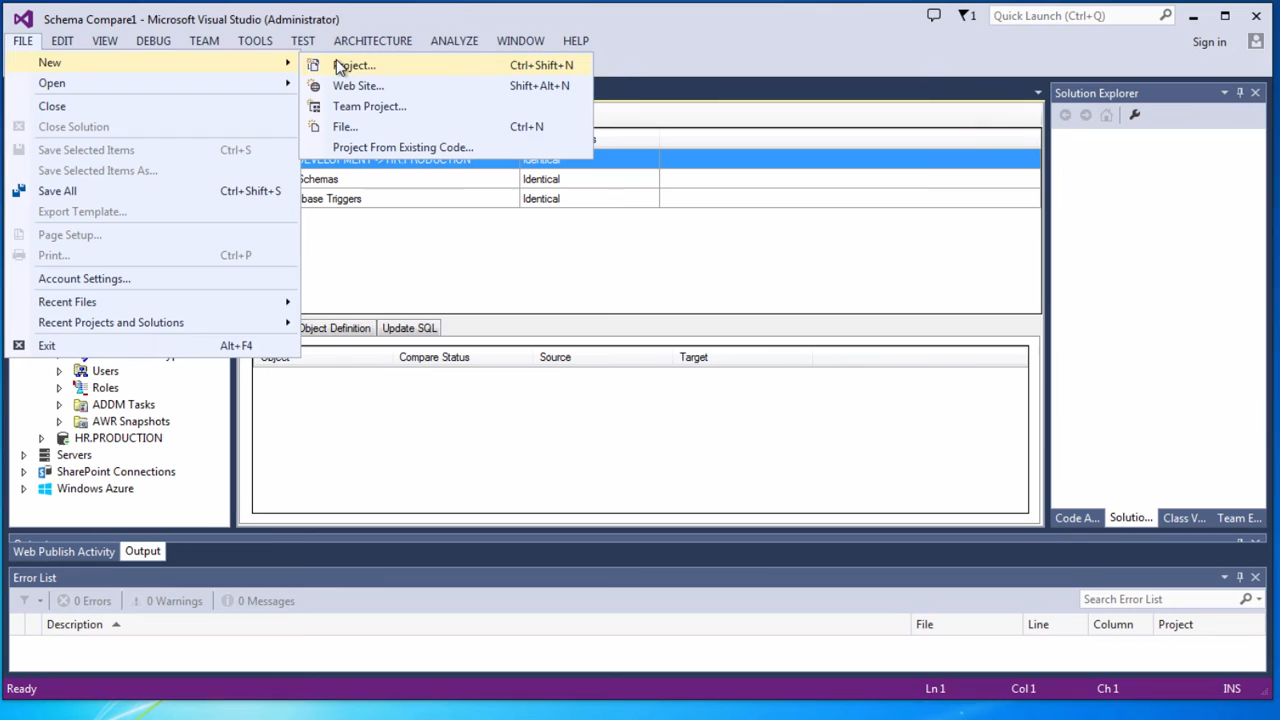 Schema Compare1 - Microsoft Visual Studio (Administrator)
1
Quick Launch (Ctrl+Q)
FILE EDIT VIEW DEBUG TEAM TOOLS TEST ARCHITECTURE ANALYZE WINDOW HELP
Sign in
New
Open
Close
Close Solution
Save Selected Items Ctrl+S
Save Selected Items As...
Save All Ctrl+Shift+S
Export Template...
Page Setup...
Print... Ctrl+P
Account Settings...
Recent Files
Recent Projects and Solutions
Exit Alt+F4
Project... Ctrl+Shift+N
Web Site... Shift+Alt+N
Team Project... 
File... Ctrl+N
Project From Existing Code...
Identical
Schemas Identical
base Triggers Identical
Object Definition Update SQL
Compare Status Source Target
Users
Roles
ADDM Tasks
AWR Snapshots
HR.PRODUCTION
Servers
SharePoint Connections
Windows Azure
Solution Explorer
Code A... Solutio... Class V... Team E...
Web Publish Activity Output
Error List
0 Errors 0 Warnings 0 Messages
Search Error List
Description File Line Column Project
Ready Ln 1 Col 1 Ch 1 INS